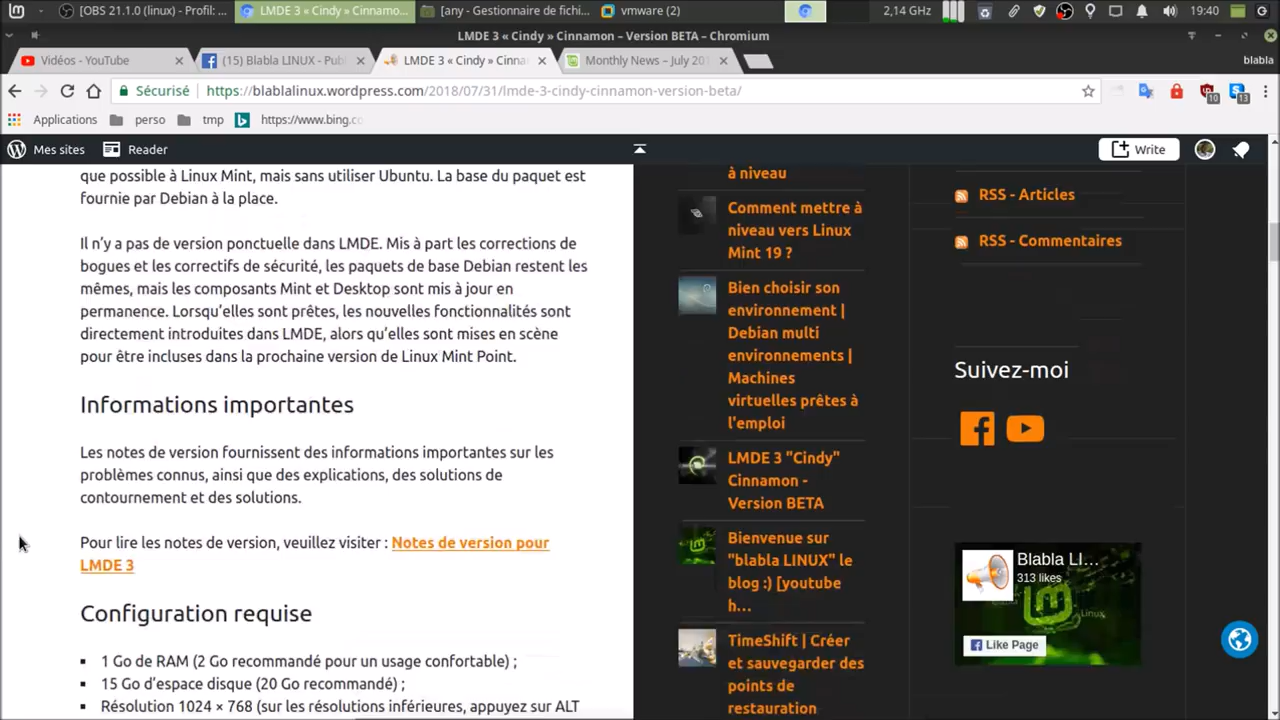 [OBS 21.1.0 (linux) - Profil: ...
LMDE 3 « Cindy » Cinnamo...
[any - Gestionnaire de fichi...
vmware (2)
2,14 GHz
19:40
LMDE 3 « Cindy » Cinnamon – Version BETA – Chromium
Vidéos - YouTube
(15) Blabla LINUX - Publ
LMDE 3 « Cindy » Cinna
Monthly News – July 201
blabla
Sécurisé
https://blablalinux.wordpress.com/2018/07/31/lmde-3-cindy-cinnamon-version-beta/
10
13
Applications
perso
tmp
https://www.bing.co
Mes sites
Reader
Write
que possible à Linux Mint, mais sans utiliser Ubuntu. La base du paquet est
fournie par Debian à la place.
Il n’y a pas de version ponctuelle dans LMDE. Mis à part les corrections de
bogues et les correctifs de sécurité, les paquets de base Debian restent les
mêmes, mais les composants Mint et Desktop sont mis à jour en
permanence. Lorsqu’elles sont prêtes, les nouvelles fonctionnalités sont
directement introduites dans LMDE, alors qu’elles sont mises en scène
pour être incluses dans la prochaine version de Linux Mint Point.
Informations importantes
Les notes de version fournissent des informations importantes sur les
problèmes connus, ainsi que des explications, des solutions de
contournement et des solutions.
Pour lire les notes de version, veuillez visiter : Notes de version pour
LMDE 3
Configuration requise
1 Go de RAM (2 Go recommandé pour un usage confortable) ;
15 Go d’espace disque (20 Go recommandé) ;
Résolution 1024 × 768 (sur les résolutions inférieures, appuyez sur ALT
à niveau
Comment mettre à
niveau vers Linux
Mint 19 ?
Bien choisir son
environnement |
Debian multi
environnements |
Machines
virtuelles prêtes à
l'emploi
LMDE 3 "Cindy"
Cinnamon -
Version BETA
Bienvenue sur
"blabla LINUX" le
blog :) [youtube
h...
TimeShift | Créer
et sauvegarder des
points de
restauration
RSS - Articles
RSS - Commentaires
Suivez-moi
Blabla LI...
313 likes
Linux
Like Page